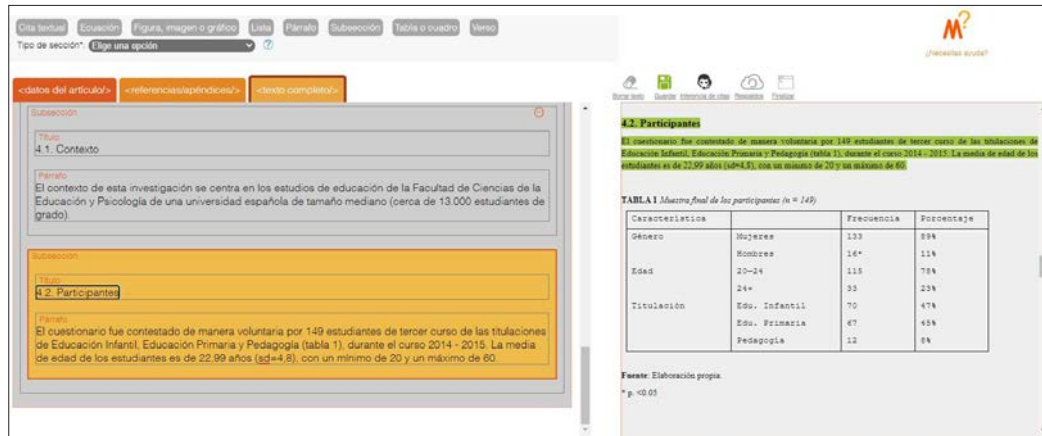 Cita textual Ecuación Figura, imagen o gráfico Lista Párrafo Subsección Tabla o cuadro Verso
Tipo de sección*: Elige una opción
¿Necesitas ayuda?
<datos del artículo/> <referencias/apéndices/> <texto completo/>
Borrar texto Guardar Inferencia de citas Respuestos Finalizar
Subsección
Título
4.1. Contexto
Párrafo
El contexto de esta investigación se centra en los estudios de educación de la Facultad de Ciencias de la
Educación y Psicología de una universidad española de tamaño mediano (cerca de 13.000 estudiantes de
grado).
Subsección
Título
4.2. Participantes
Párrafo
El cuestionario fue contestado de manera voluntaria por 149 estudiantes de tercer curso de las titulaciones
de Educación Infantil, Educación Primaria y Pedagogía (tabla 1), durante el curso 2014 - 2015. La media
de edad de los estudiantes es de 22,99 años (sd=4,8), con un mínimo de 20 y un máximo de 60.
4.2. Participantes
El cuestionario fue contestado de manera voluntaria por 149 estudiantes de tercer curso de las titulaciones de
Educación Infantil, Educación Primaria y Pedagogía (tabla 1), durante el curso 2014 - 2015. La media de edad de los
estudiantes es de 22,99 años (sd=4,8), con un mínimo de 20 y un máximo de 60.
TABLA 1 Muestra final de los participantes (n = 149)
Característica Frecuencia Porcentaje
Género Mujeres 133 89%
Hombres 16* 11%
Edad 20—24 115 78%
24+ 33 23%
Titulación Edu. Infantil 70 47%
Edu. Primaria 67 45%
Pedagogía 12 8%
Fuente: Elaboración propia.
* p. <0.05